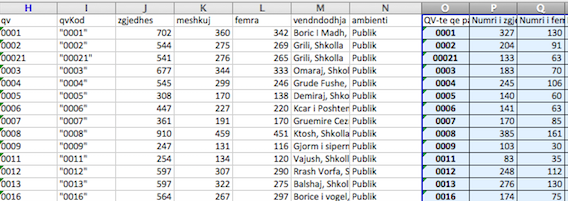 H I J K L M N O P Q
qv qvKod zgjedhes meshkuj femra vendndodhja ambienti QV-te qe pa Numri i zgje Numri i fem
0001 "0001" 702 360 342 Boric I Madh, Publik 0001 327 130
0002 "0002" 544 275 269 Grili, Shkolla Publik 0002 204 91
00021 "00021" 541 276 265 Grili, Shkolla Publik 00021 133 63
0003 "0003" 677 344 333 Omaraj, Shkol Publik 0003 183 70
0004 "0004" 545 299 246 Grude Fushe, Publik 0004 245 106
0005 "0005" 308 170 138 Demiraj, Shko Publik 0005 140 60
0006 "0006" 447 227 220 Kcar i Poshten Publik 0006 141 63
0007 "0007" 361 191 170 Gruemire Cez Publik 0007 170 85
0008 "0008" 910 459 451 Ktosh, Shkolla Publik 0008 385 161
0009 "0009" 247 131 116 Gjorm i sipern Publik 0009 103 30
0011 "0011" 254 134 120 Vajush, Shkoll Publik 0011 83 35
0012 "0012" 597 307 290 Rrash Vorfa, S Publik 0012 248 112
0013 "0013" 597 322 275 Balshaj, Shkol Publik 0013 276 130
0016 "0016" 564 267 297 Borice i vogel, Publik 0016 174 75